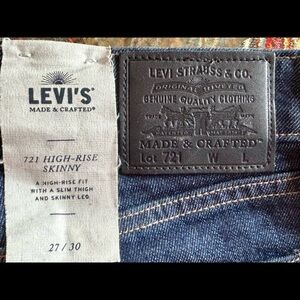 LEVI'S
MADE & CRAFTED®
721 HIGH-RISE
SKINNY
A HIGH-RISE FIT
WITH A SLIM THIGH
AND SKINNY LEG
27 / 30
LEVI STRAUSS & CO.
ORIGINAL RIVETED
GENUINE QUALITY CLOTHING
MADE & CRAFTED
Lot 721 W L